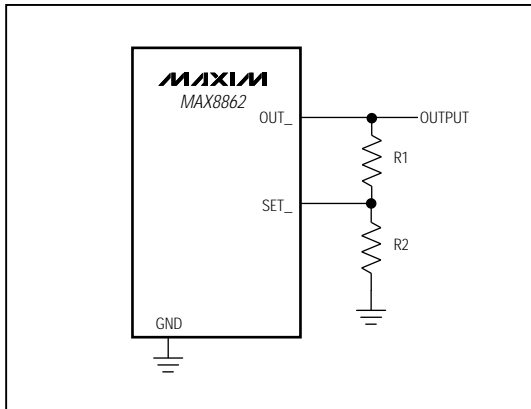 MAXIM
MAX8862
OUT_
OUTPUT
R1
SET_
R2
GND